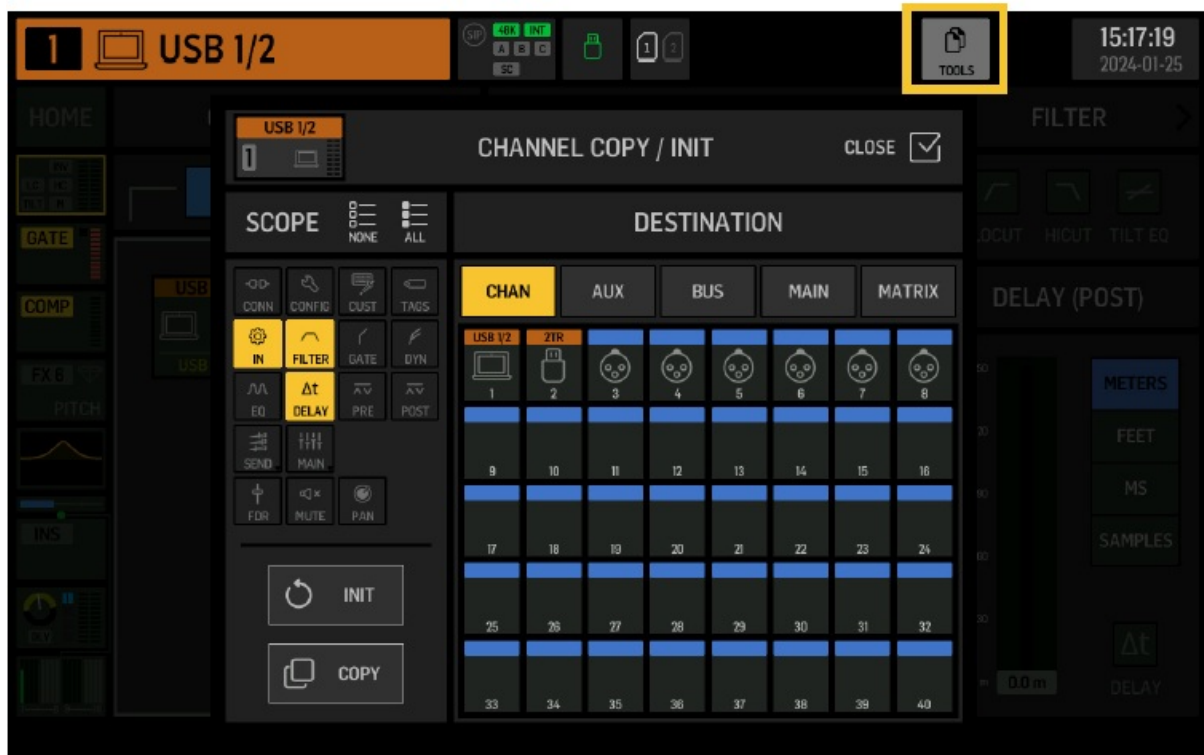 1 USB 1/2
SIP 48K INT
A B C
SC
1 2
TOOLS
15:17:19
2024-01-25
HOME
FILTER
USB 1/2
1
CHANNEL COPY / INIT
CLOSE
SCOPE
NONE
ALL
DESTINATION
GATE
LOCUT HICUT TILT EQ
CONN CONFIG CUST TAGS
IN FILTER GATE DYN
EQ Δt DELAY PRE POST
SEND MAIN
FDR MUTE PAN
INIT
COPY
CHAN AUX BUS MAIN MATRIX
USB 1/2 2TR
1 2 3 4 5 6 7 8
9 10 11 12 13 14 15 16
17 18 19 20 21 22 23 24
25 26 27 28 29 30 31 32
33 34 35 36 37 38 39 40
COMP
USB
USB
FX 6
PITCH
INS
DLY
DELAY (POST)
METERS
FEET
MS
SAMPLES
0.0 m
Δt
DELAY